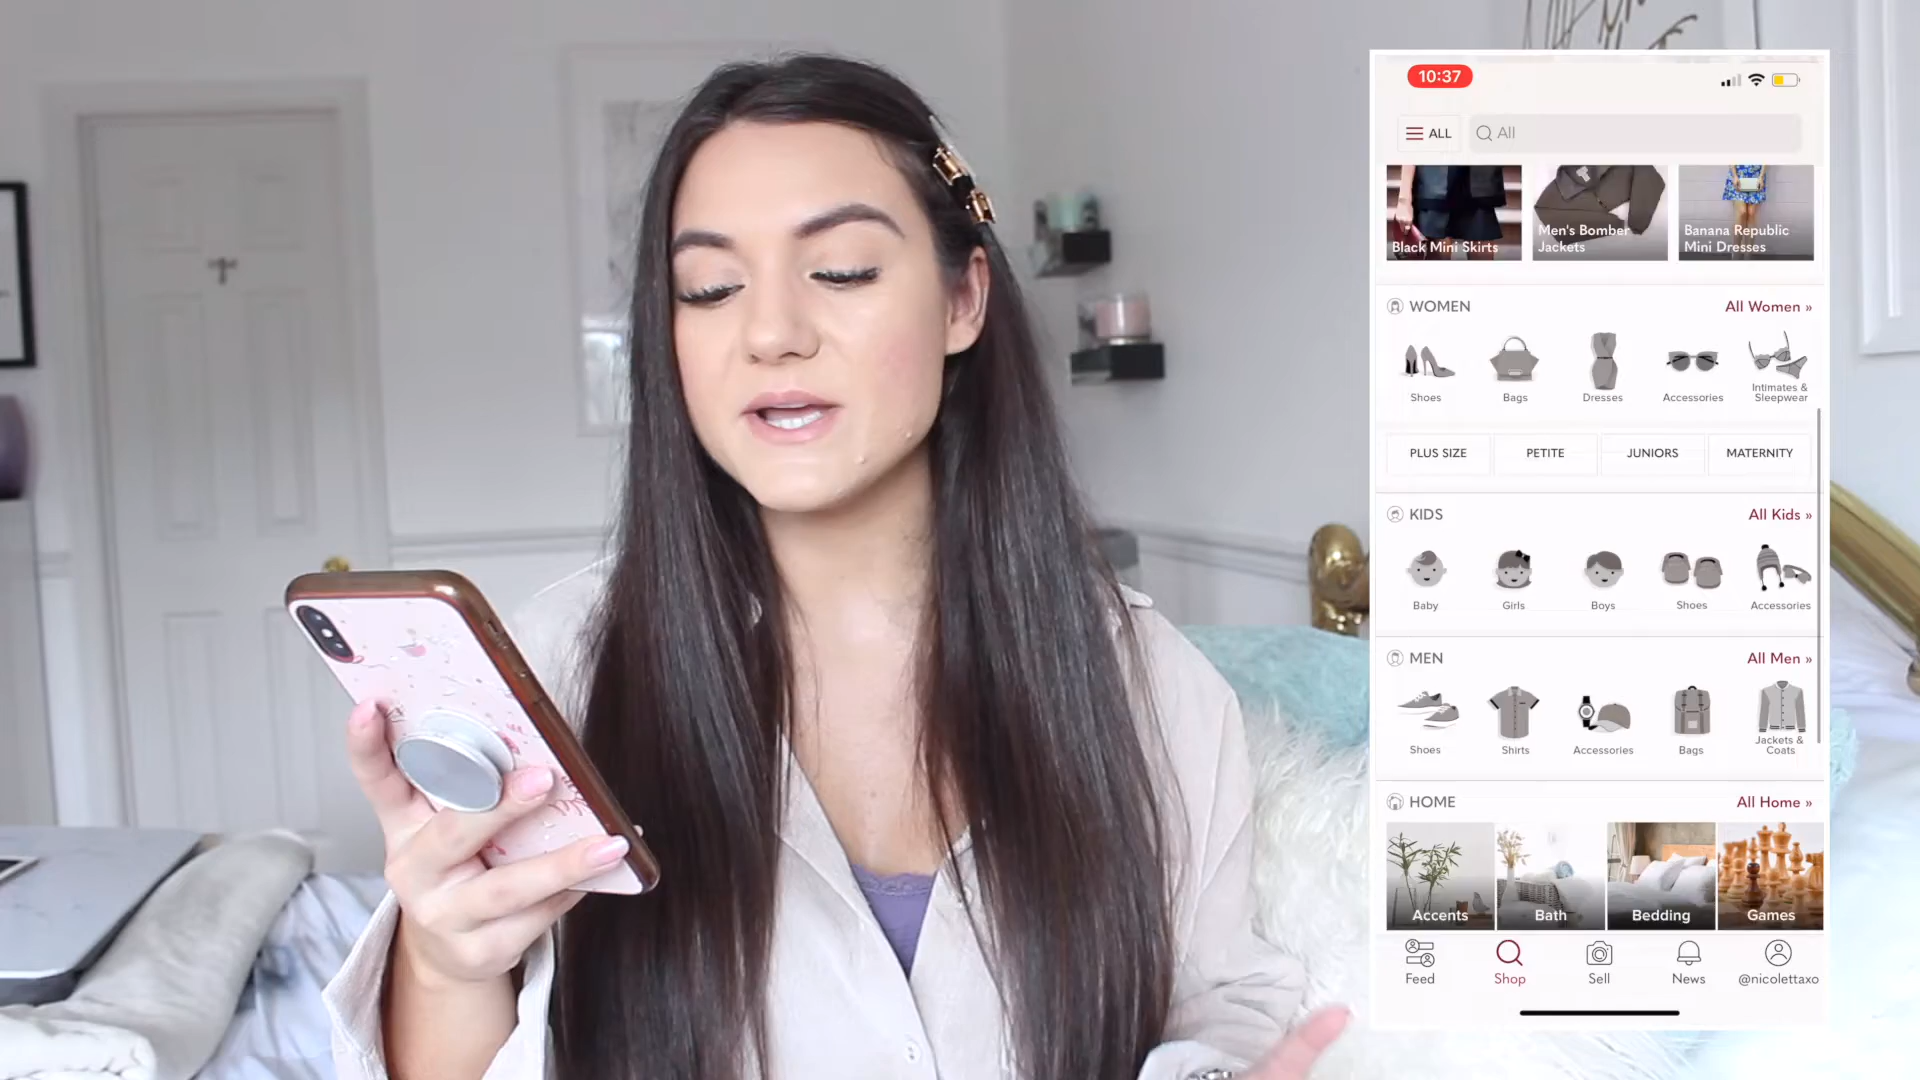 10:37
ALL
All
Black Mini Skirts
Men's Bomber
Jackets
Banana Republic
Mini Dresses
WOMEN
All Women »
Shoes
Bags
Dresses
Accessories
Intimates &
Sleepwear
PLUS SIZE
PETITE
JUNIORS
MATERNITY
KIDS
All Kids »
Baby
Girls
Boys
Shoes
Accessories
MEN
All Men »
Shoes
Shirts
Accessories
Bags
Jackets &
Coats
HOME
All Home »
Accents
Bath
Bedding
Games
Feed
Shop
Sell
News
@nicolettaxo